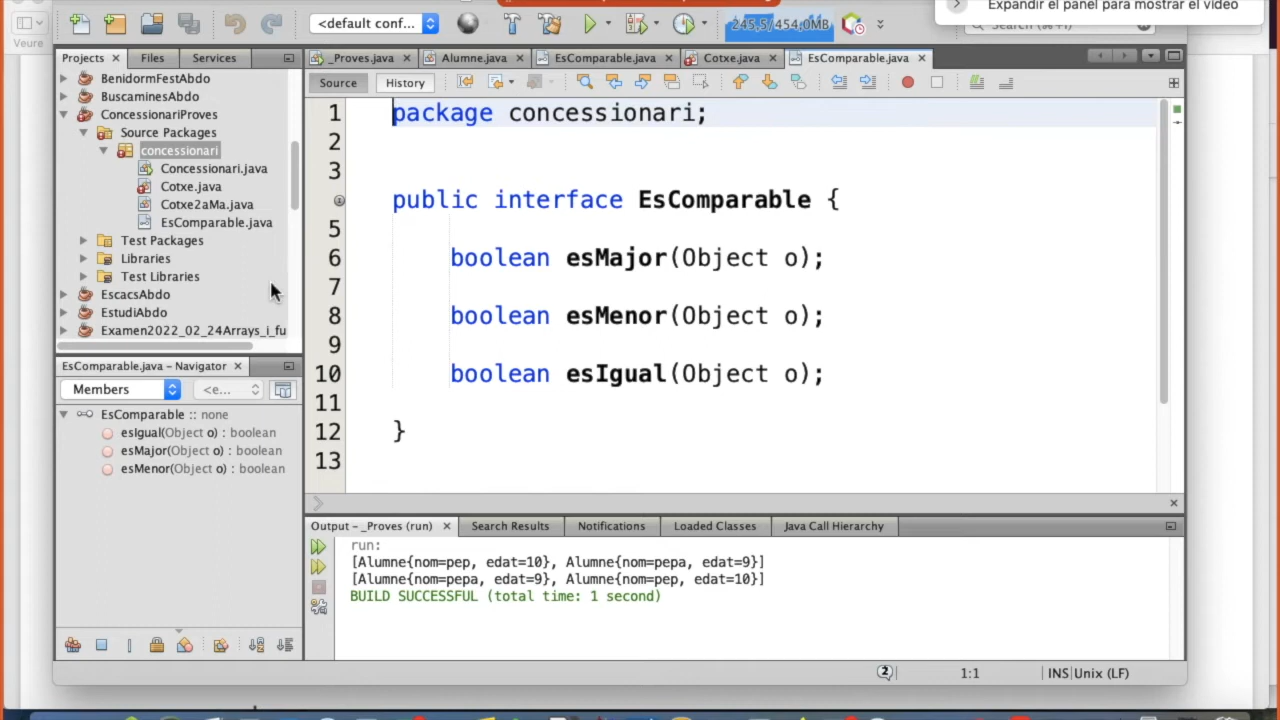 Expandir el panel para mostrar el vídeo
Veure
<default conf...
245,5/454,0MB
Search (⌘+I)
Projects
Files
Services
_Proves.java
Alumne.java
EsComparable.java
Cotxe.java
EsComparable.java
Source
History
BenidormFestAbdo
BuscaminesAbdo
ConcessionariProves
Source Packages
concessionari
Concessionari.java
Cotxe.java
Cotxe2aMa.java
EsComparable.java
Test Packages
Libraries
Test Libraries
EscacsAbdo
EstudiAbdo
Examen2022_02_24Arrays_i_fu
1 package concessionari;
2
3
public interface EsComparable {
5
6 boolean esMajor(Object o);
7
8 boolean esMenor(Object o);
9
10 boolean esIgual(Object o);
11
12 }
13
EsComparable.java - Navigator
Members
<e...
EsComparable :: none
esIgual(Object o) : boolean
esMajor(Object o) : boolean
esMenor(Object o) : boolean
Output - _Proves (run)
Search Results
Notifications
Loaded Classes
Java Call Hierarchy
run:
[Alumne{nom=pep, edat=10}, Alumne{nom=pepa, edat=9}]
[Alumne{nom=pepa, edat=9}, Alumne{nom=pep, edat=10}]
BUILD SUCCESSFUL (total time: 1 second)
2
1:1
INS
Unix (LF)